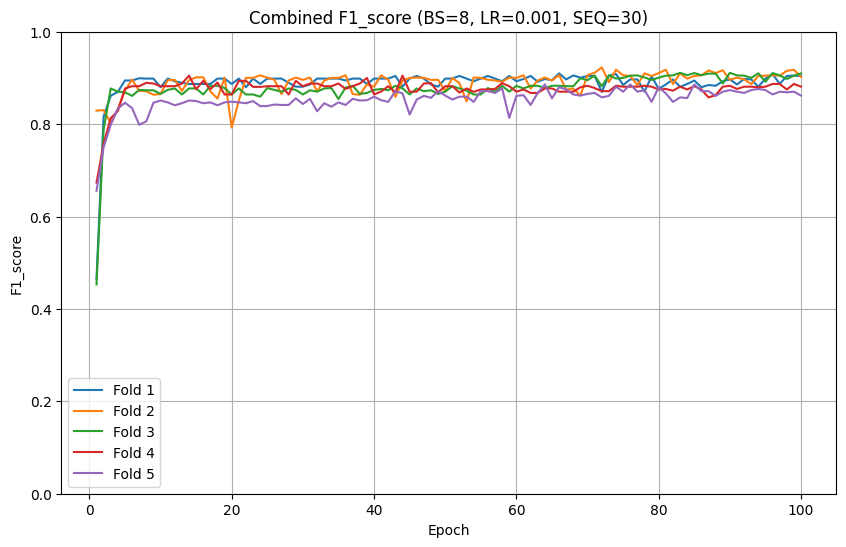 Combined F1_score (BS=8, LR=0.001, SEQ=30)
1.0
0.8
0.6
0.4
0.2
0.0
F1_score
Fold 1
Fold 2
Fold 3
Fold 4
Fold 5
0 20 40 60 80 100
Epoch